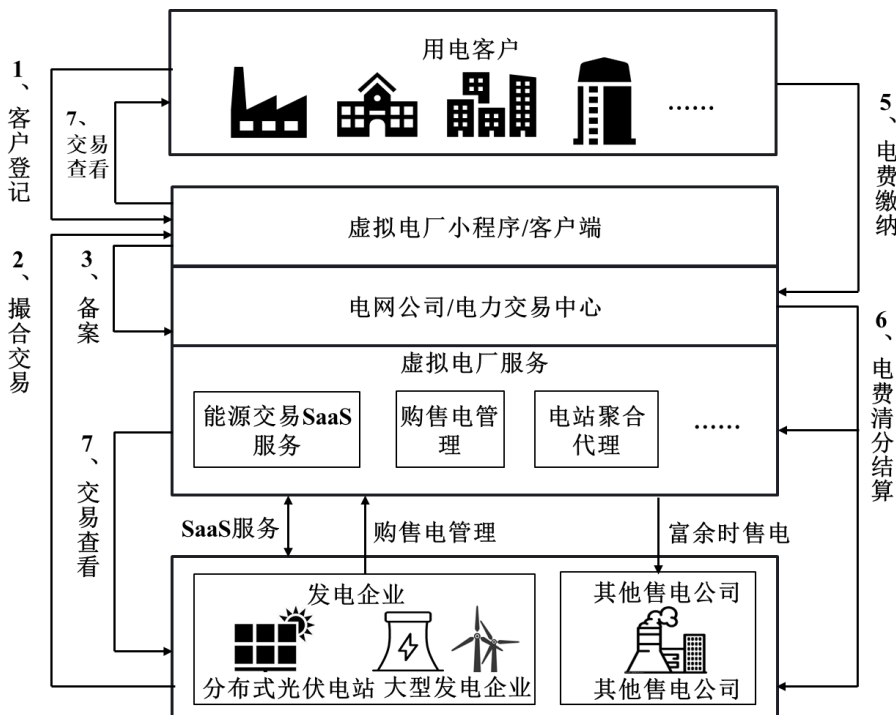 用电客户
……
1、客户登记
7、
交易
查看
5、电费缴纳
虚拟电厂小程序/客户端
2、撮合交易
3、备案
电网公司/电力交易中心
6、电费清分结算
虚拟电厂服务
能源交易SaaS
服务
购售电管
理
电站聚合
代理
……
7、交易查看
SaaS服务
购售电管理
富余时售电
发电企业
其他售电公司
分布式光伏电站
大型发电企业
其他售电公司